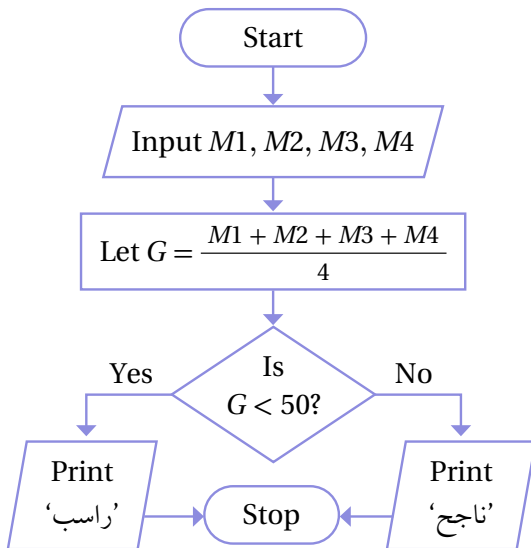 Start
Input M1, M2, M3, M4
Let G = (M1 + M2 + M3 + M4) / 4
Is
G < 50?
Yes
No
Print
'راسب'
Print
'ناجح'
Stop